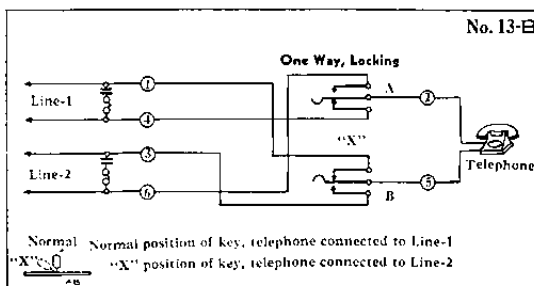 No. 13-B
One Way, Locking
1
A
Line-1
2
4
"X"
3
Telephone
Line-2
5
6
B
Normal Normal position of key, telephone connected to Line-1
"X" "X" position of key, telephone connected to Line-2
AB